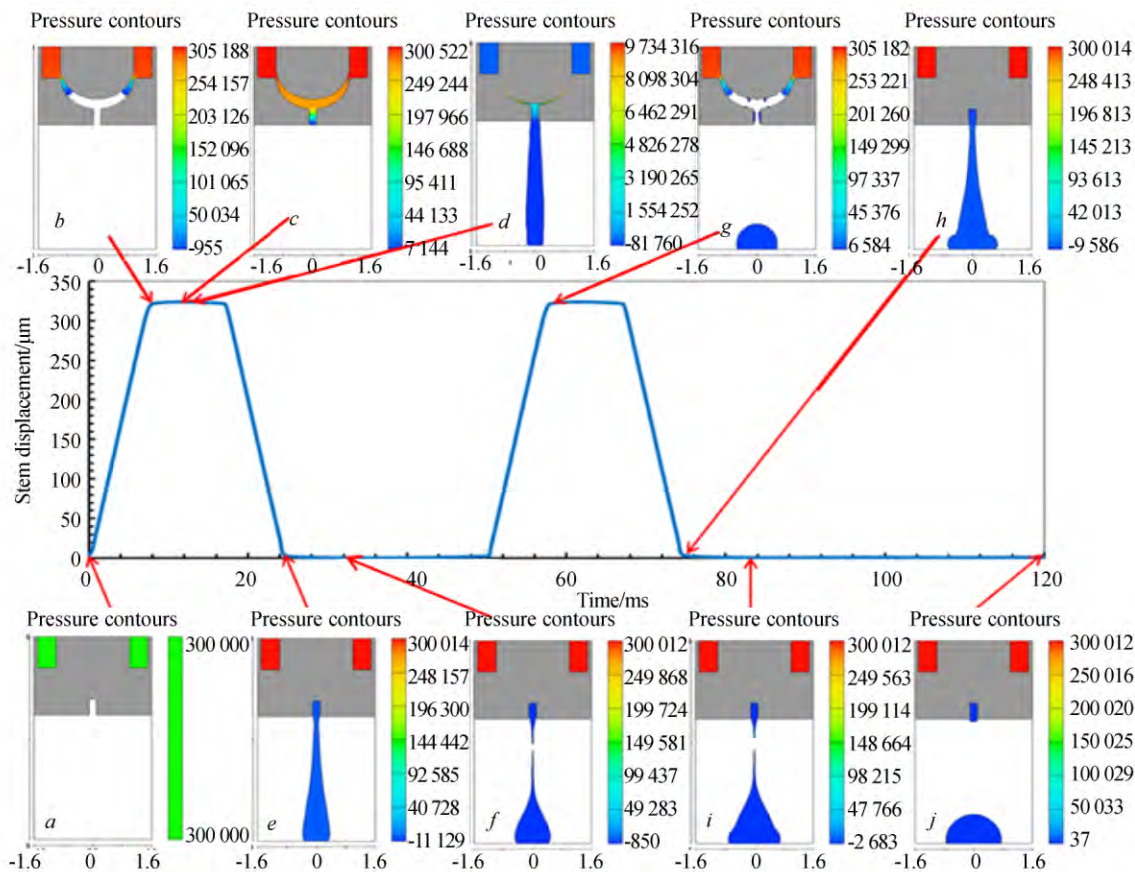 Pressure contours
305 188
254 157
203 126
152 096
101 065
50 034
-955
b
-1.6 0 1.6
Pressure contours
300 522
249 244
197 966
146 688
95 411
44 133
7 144
c
-1.6 0 1.6
Pressure contours
9 734 316
8 098 304
6 462 291
4 826 278
3 190 265
1 554 252
-81 760
d
-1.6 0 1.6
Pressure contours
305 182
253 221
201 260
149 299
97 337
45 376
6 584
g
-1.6 0 1.6
Pressure contours
300 014
248 413
196 813
145 213
93 613
42 013
-9 586
h
-1.6 0 1.6
Stem displacement/μm
350
300
250
200
150
100
50
0
0 20 40 60 80 100 120
Time/ms
Pressure contours
300 000
300 000
a
-1.6 0 1.6
Pressure contours
300 014
248 157
196 300
144 442
92 585
40 728
-11 129
e
-1.6 0 1.6
Pressure contours
300 012
249 868
199 724
149 581
99 437
49 283
-850
f
-1.6 0 1.6
Pressure contours
300 012
249 563
199 114
148 664
98 215
47 766
-2 683
i
-1.6 0 1.6
Pressure contours
300 012
250 016
200 020
150 025
100 029
50 033
37
j
-1.6 0 1.6